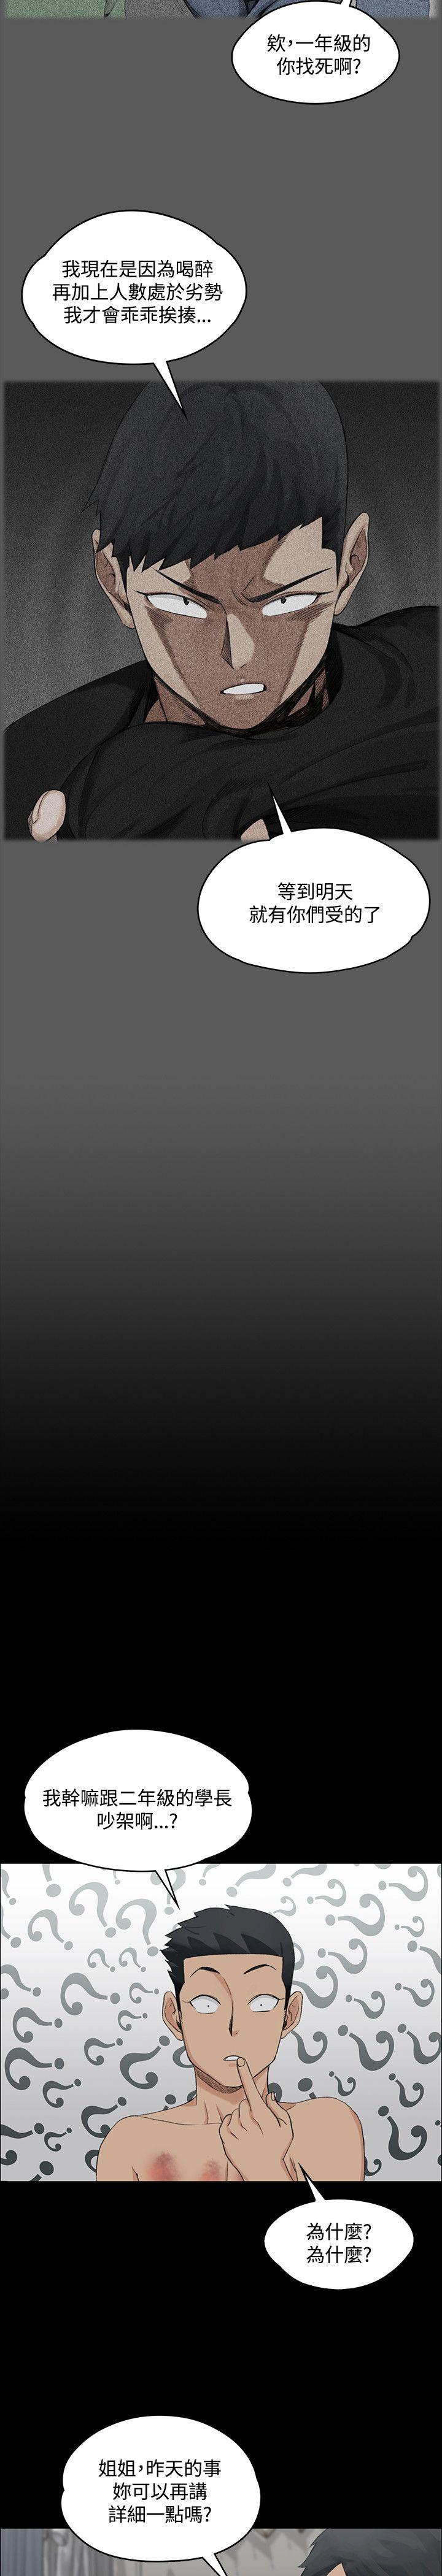 欸，一年級的
你找死啊?
我現在是因為喝醉
再加上人數處於劣勢
我才會乖乖挨揍...
等到明天
就有你們受的了
我幹嘛跟二年級的學長
吵架啊...?
為什麼?
為什麼?
姐姐，昨天的事
妳可以再講
詳細一點嗎?